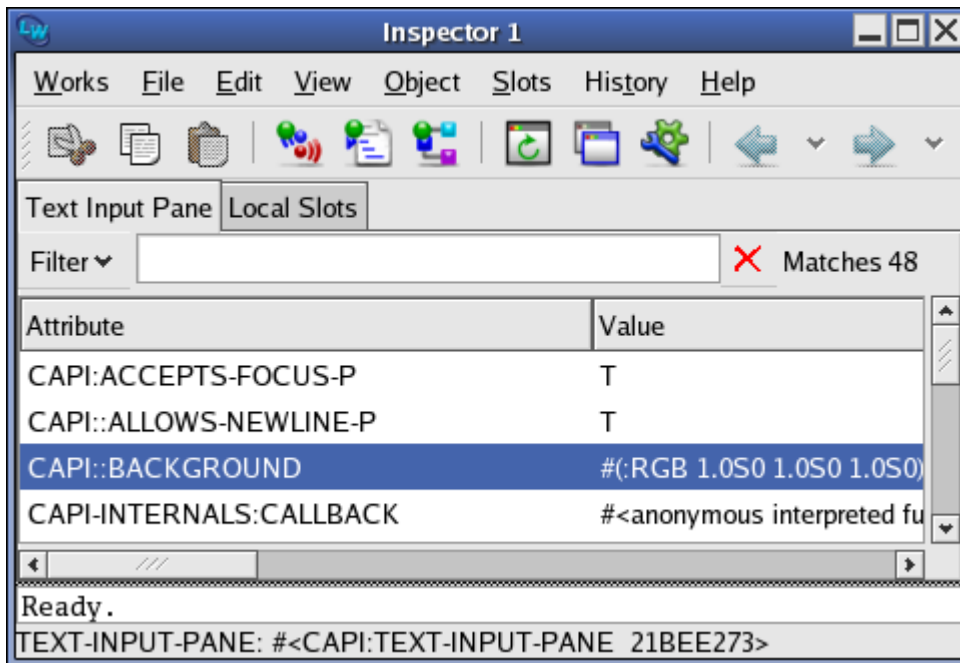 LW Inspector 1
Works File Edit View Object Slots History Help
Text Input Pane Local Slots
Filter Matches 48
Attribute Value
CAPI:ACCEPTS-FOCUS-P T
CAPI::ALLOWS-NEWLINE-P T
CAPI::BACKGROUND #(:RGB 1.0S0 1.0S0 1.0S0)
CAPI-INTERNALS:CALLBACK #<anonymous interpreted fu
Ready.
TEXT-INPUT-PANE: #<CAPI:TEXT-INPUT-PANE 21BEE273>